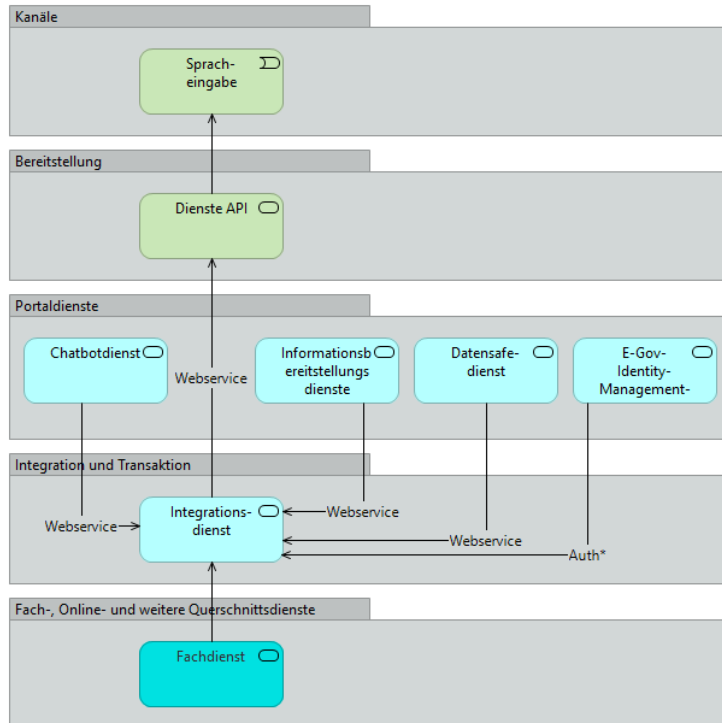 Kanäle
Sprach-
eingabe
Bereitstellung
Dienste API
Portaldienste
Chatbotdienst
Informationsb
ereitstellungs
dienste
Datensafe-
dienst
E-Gov-
Identity-
Management-
Webservice
Integration und Transaktion
Integrations-
dienst
Webservice
Webservice
Webservice
Auth*
Fach-, Online- und weitere Querschnittsdienste
Fachdienst